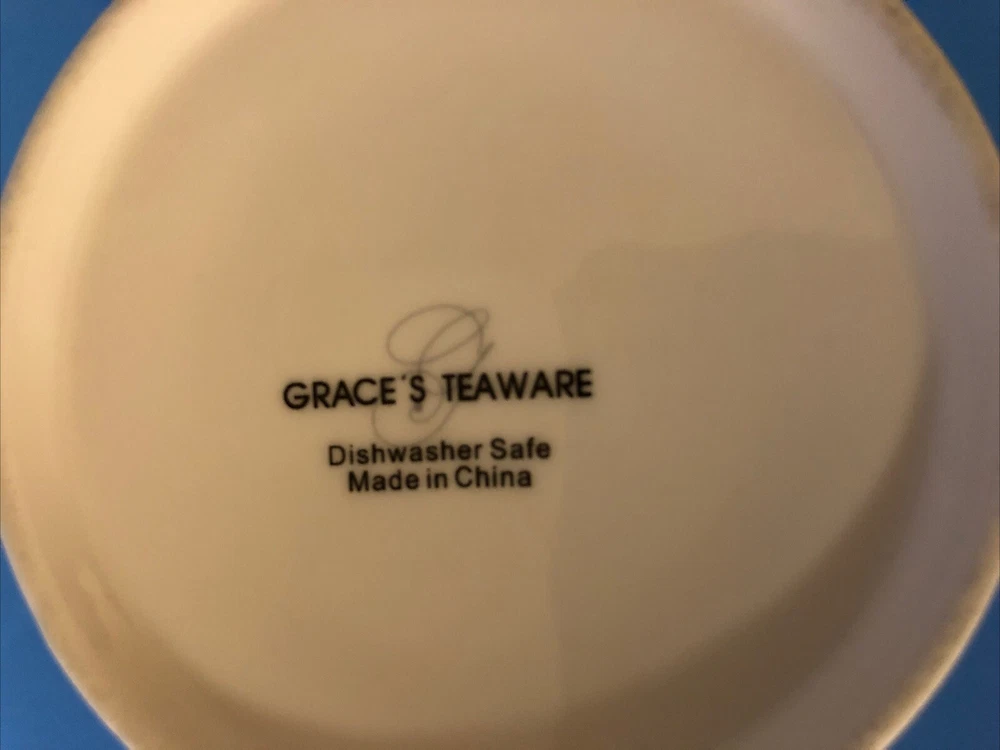 G
GRACE´S TEAWARE
Dishwasher Safe
Made in China